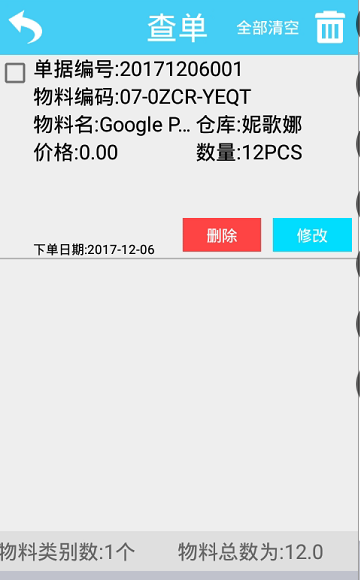 查单 全部清空
单据编号:20171206001
物料编码:07-0ZCR-YEQT
物料名:Google P... 仓库:妮歌娜
价格:0.00 数量:12PCS
删除 修改
下单日期:2017-12-06
物料类别数:1个 物料总数为:12.0